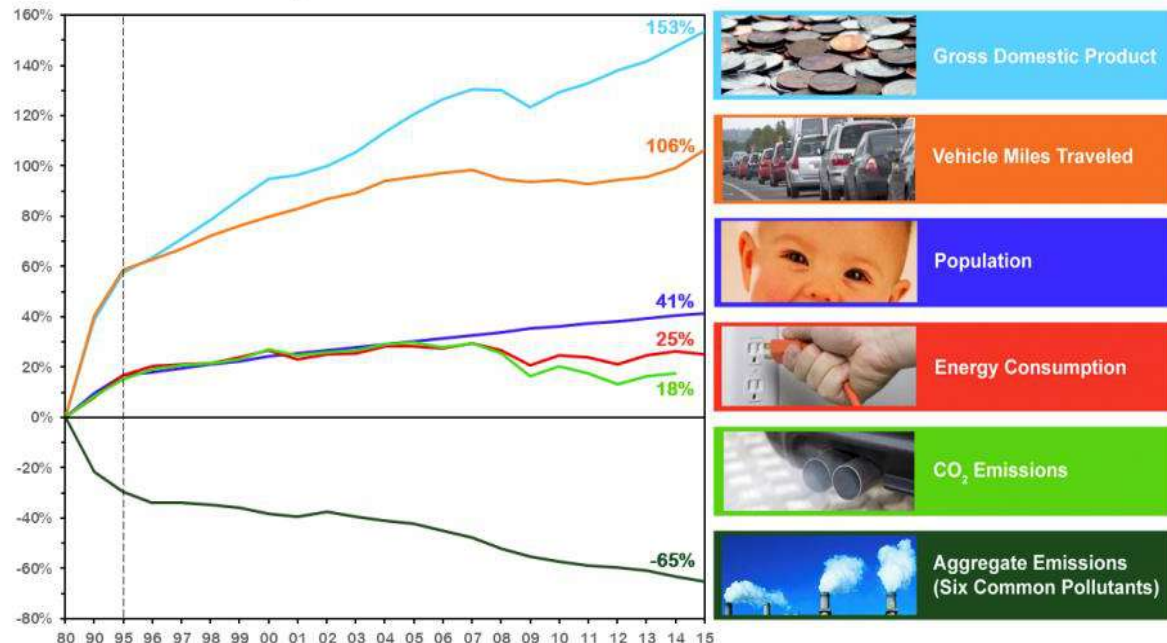 160%
140%
120%
100%
80%
60%
40%
20%
0%
-20%
-40%
-60%
-80%
80 90 95 96 97 98 99 00 01 02 03 04 05 06 07 08 09 10 11 12 13 14 15
153%
106%
41%
25%
18%
-65%
Gross Domestic Product
Vehicle Miles Traveled
Population
Energy Consumption
CO₂ Emissions
Aggregate Emissions
(Six Common Pollutants)